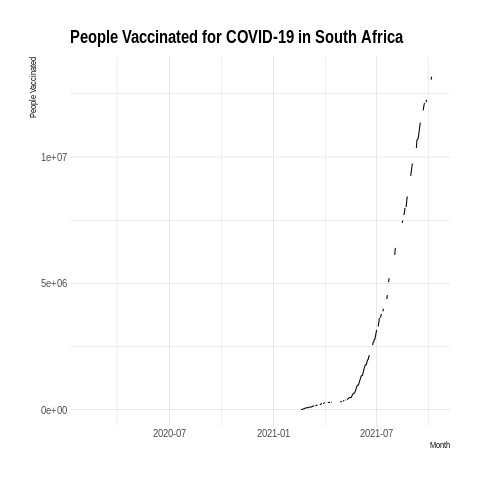 People Vaccinated for COVID-19 in South Africa
People Vaccinated
1e+07
5e+06
0e+00
2020-07 2021-01 2021-07
Month